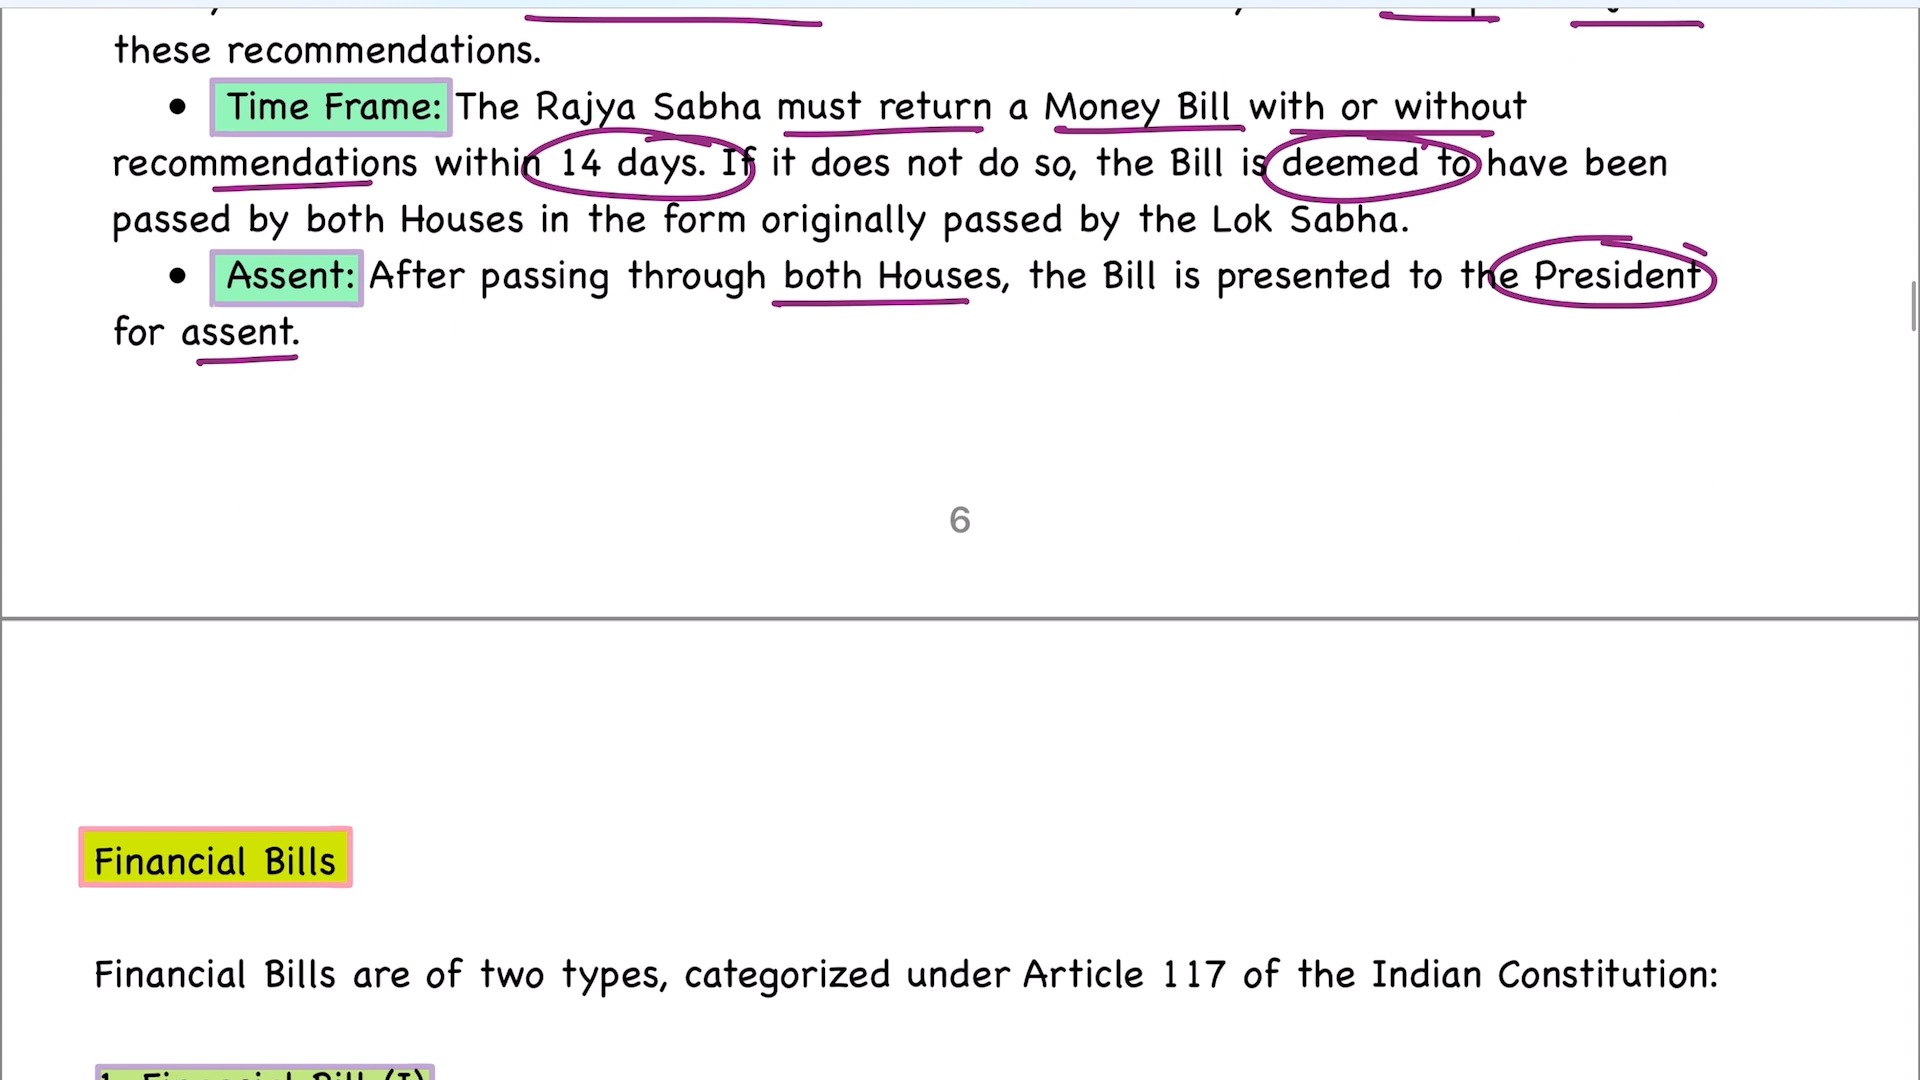 these recommendations.
• Time Frame: The Rajya Sabha must return a Money Bill with or without
recommendations within 14 days. If it does not do so, the Bill is deemed to have been
passed by both Houses in the form originally passed by the Lok Sabha.
• Assent: After passing through both Houses, the Bill is presented to the President
for assent.
6
Financial Bills
Financial Bills are of two types, categorized under Article 117 of the Indian Constitution:
1. Financial Bill (I)